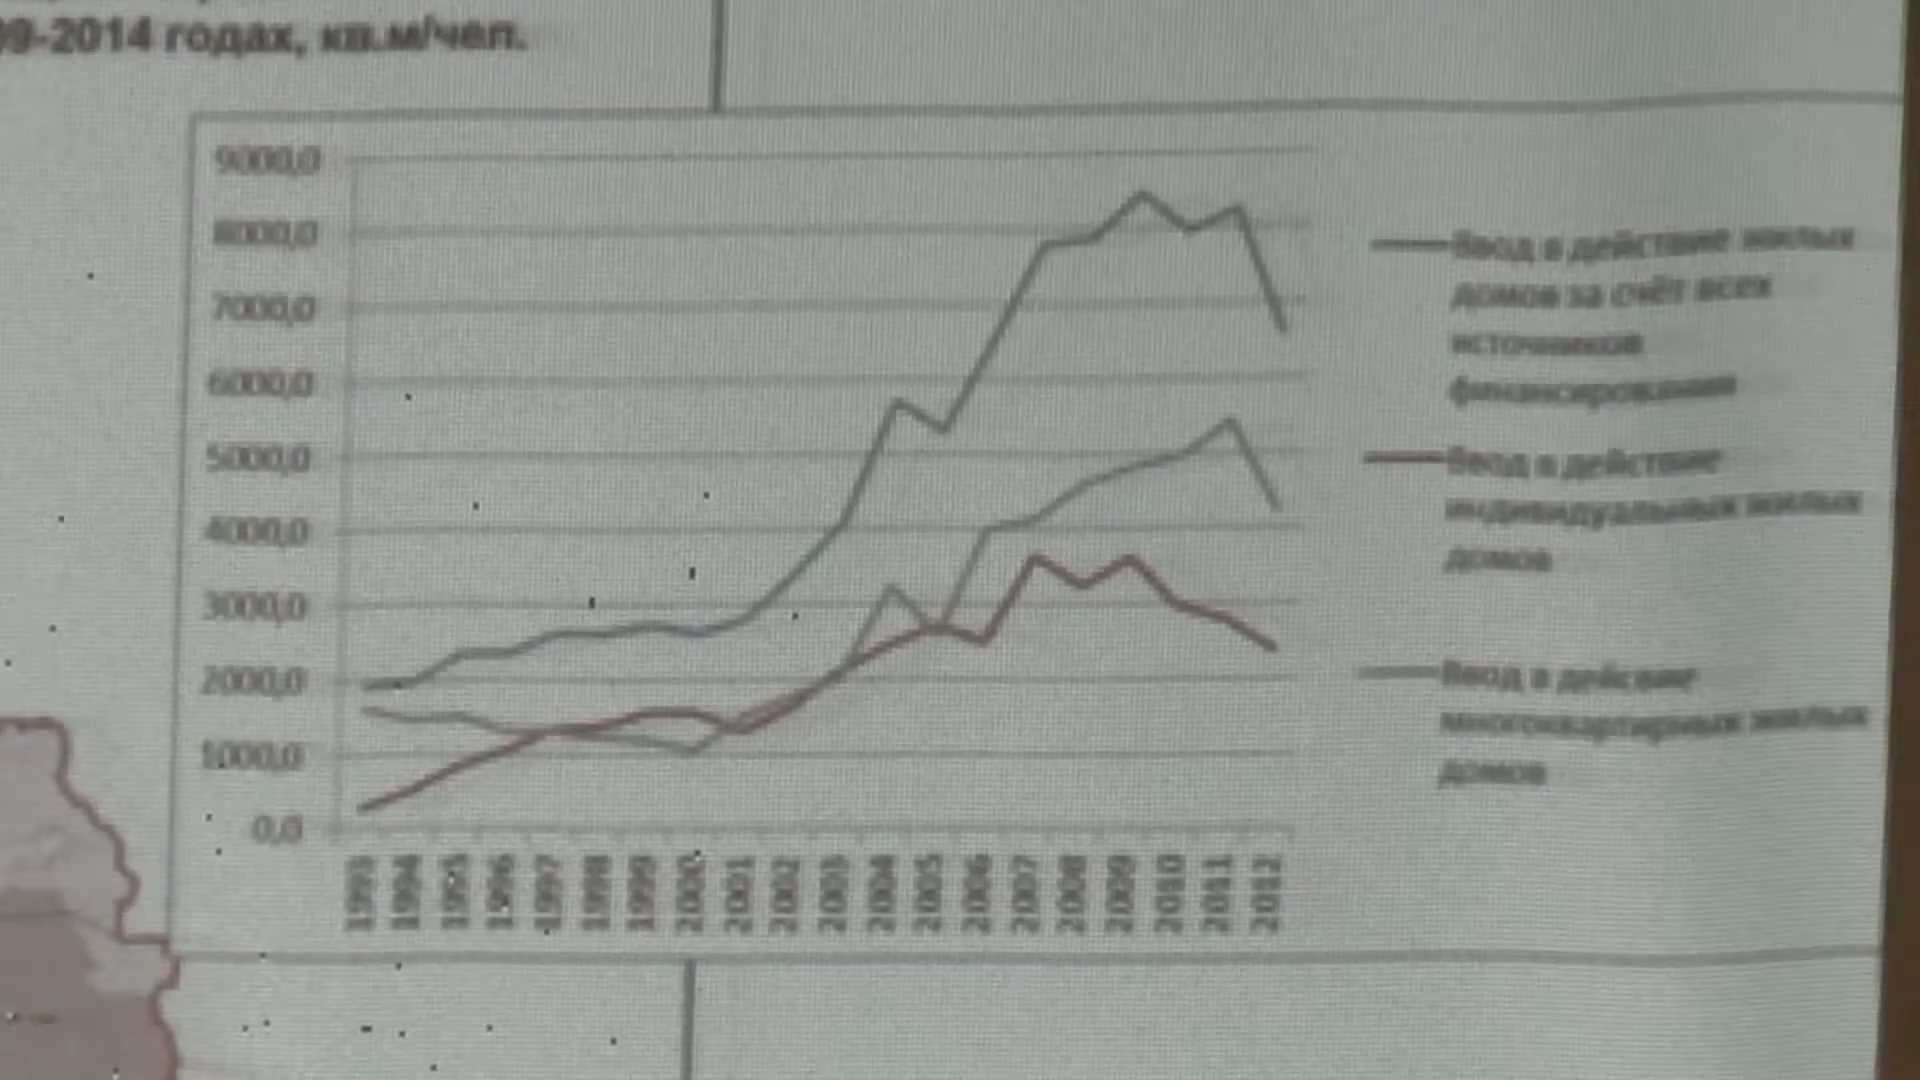 09-2014 годах, кв.м/чел.
9000,0
8000,0
7000,0
6000,0
5000,0
4000,0
3000,0
2000,0
1000,0
0,0
1993
1994
1995
1996
1997
1998
1999
2000
2001
2002
2003
2004
2005
2006
2007
2008
2009
2010
2011
2012
Ввод в действие жилых
домов за счёт всех
источников
финансирования
Ввод в действие
индивидуальных жилых
домов
Ввод в действие
многоквартирных жилых
домов